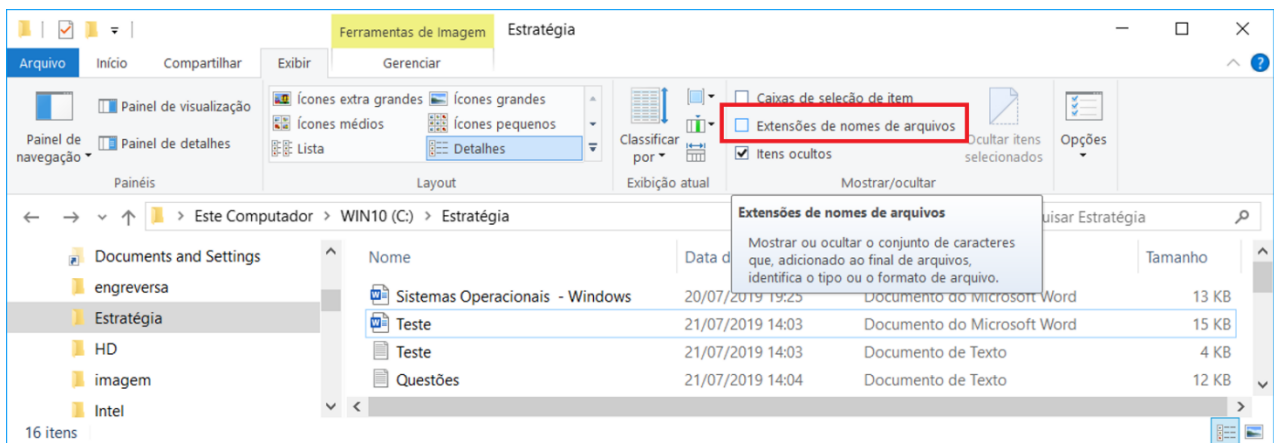 Ferramentas de Imagem Estratégia
Arquivo Início Compartilhar Exibir Gerenciar
Painel de navegação
Painel de visualização
Painel de detalhes
Painéis
Ícones extra grandes Ícones grandes
Ícones médios Ícones pequenos
Lista Detalhes
Layout
Classificar
por
Exibição atual
Caixas de seleção de item
Extensões de nomes de arquivos
Itens ocultos
Ocultar itens
selecionados
Mostrar/ocultar
Opções
Este Computador > WIN10 (C:) > Estratégia
uisar Estratégia
Extensões de nomes de arquivos
Mostrar ou ocultar o conjunto de caracteres
que, adicionado ao final de arquivos,
identifica o tipo ou o formato de arquivo.
Documents and Settings
engreversa
Estratégia
HD
imagem
Intel
Nome Data d Tamanho
Sistemas Operacionais - Windows 20/07/2019 19:25 Documento do Microsoft Word 13 KB
Teste 21/07/2019 14:03 Documento do Microsoft Word 15 KB
Teste 21/07/2019 14:03 Documento de Texto 4 KB
Questões 21/07/2019 14:04 Documento de Texto 12 KB
16 itens